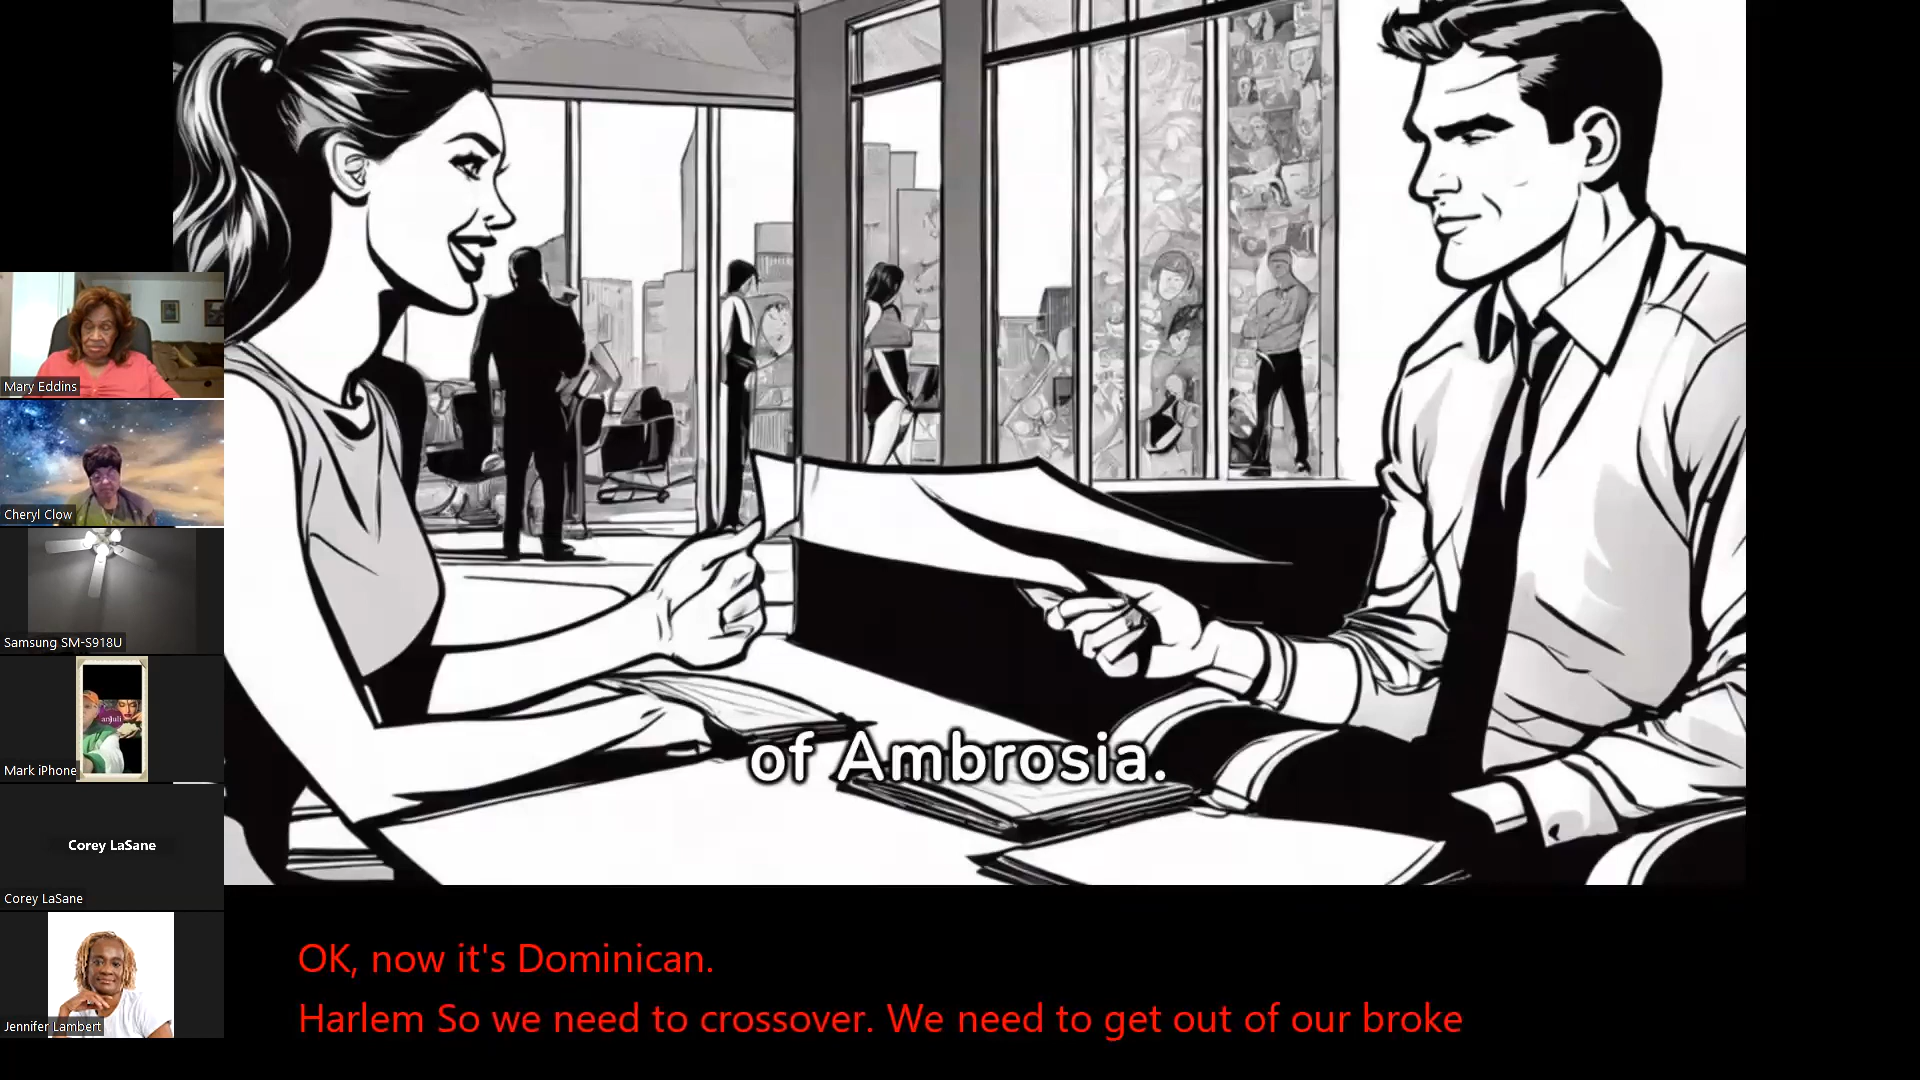 Mary Eddins
Cheryl Clow
Samsung SM-S918U
anjuli
Mark iPhone
Corey LaSane
Corey LaSane
Jennifer Lambert
of Ambrosia.
OK, now it's Dominican.
Harlem So we need to crossover. We need to get out of our broke